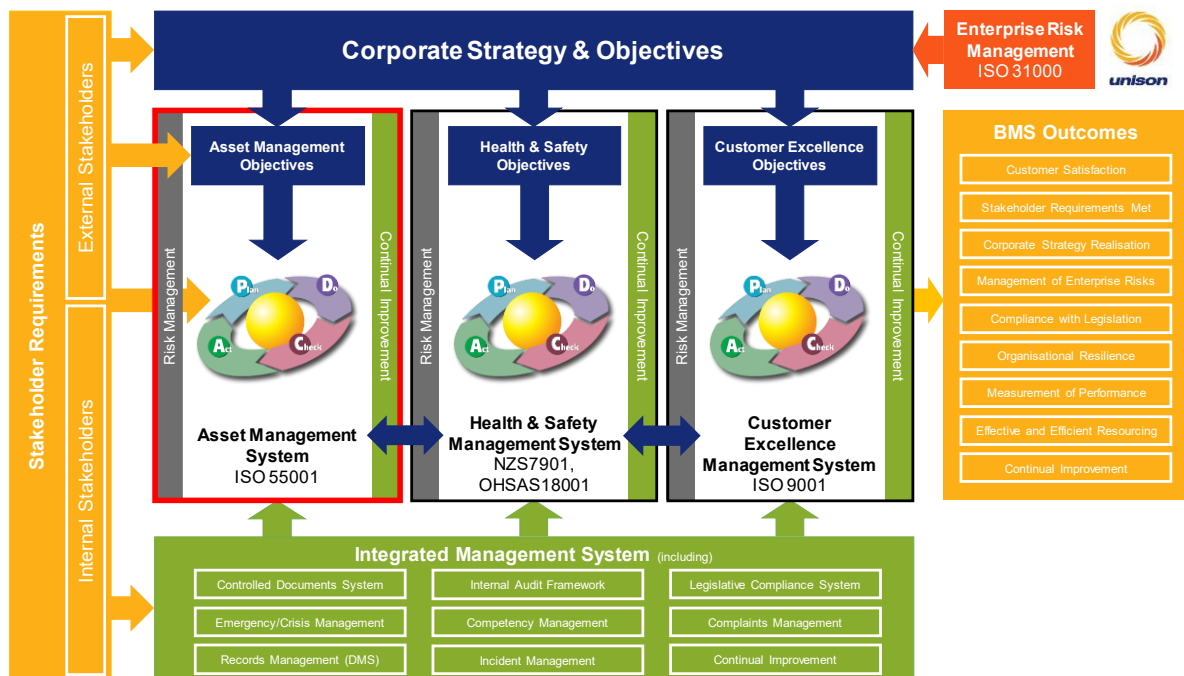 Stakeholder Requirements
External Stakeholders
Internal Stakeholders
Corporate Strategy & Objectives
Enterprise Risk
Management
ISO 31000
unison
Risk Management
Asset Management
Objectives
Continual Improvement
Plan
Do
Check
Act
Asset Management
System
ISO 55001
Risk Management
Health & Safety
Objectives
Continual Improvement
Plan
Do
Check
Act
Health & Safety
Management System
NZS7901,
OHSAS18001
Risk Management
Customer Excellence
Objectives
Continual Improvement
Plan
Do
Check
Act
Customer
Excellence
Management System
ISO 9001
BMS Outcomes
Customer Satisfaction
Stakeholder Requirements Met
Corporate Strategy Realisation
Management of Enterprise Risks
Compliance with Legislation
Organisational Resilience
Measurement of Performance
Effective and Efficient Resourcing
Continual Improvement
Integrated Management System (including)
Controlled Documents System
Internal Audit Framework
Legislative Compliance System
Emergency/Crisis Management
Competency Management
Complaints Management
Records Management (DMS)
Incident Management
Continual Improvement